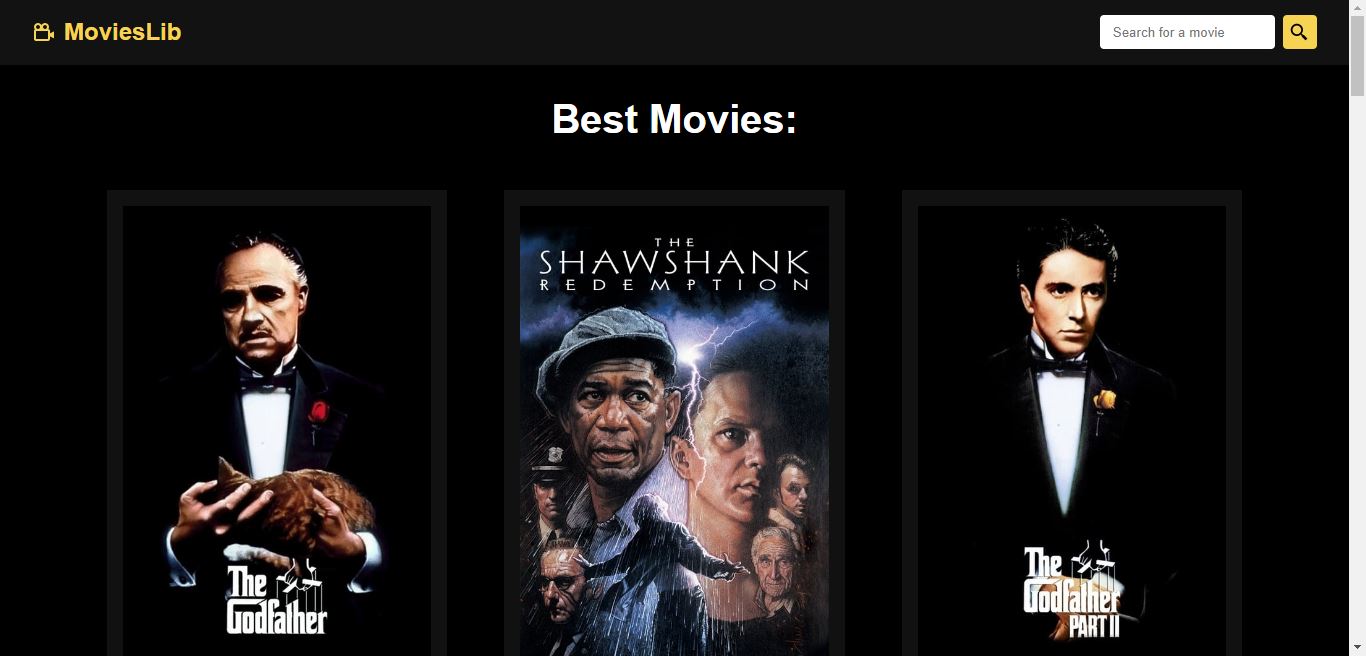 MoviesLib
Search for a movie
Best Movies:
THE
SHAWSHANK
REDEMPTION
The
Godfather
The
Godfather
PART II